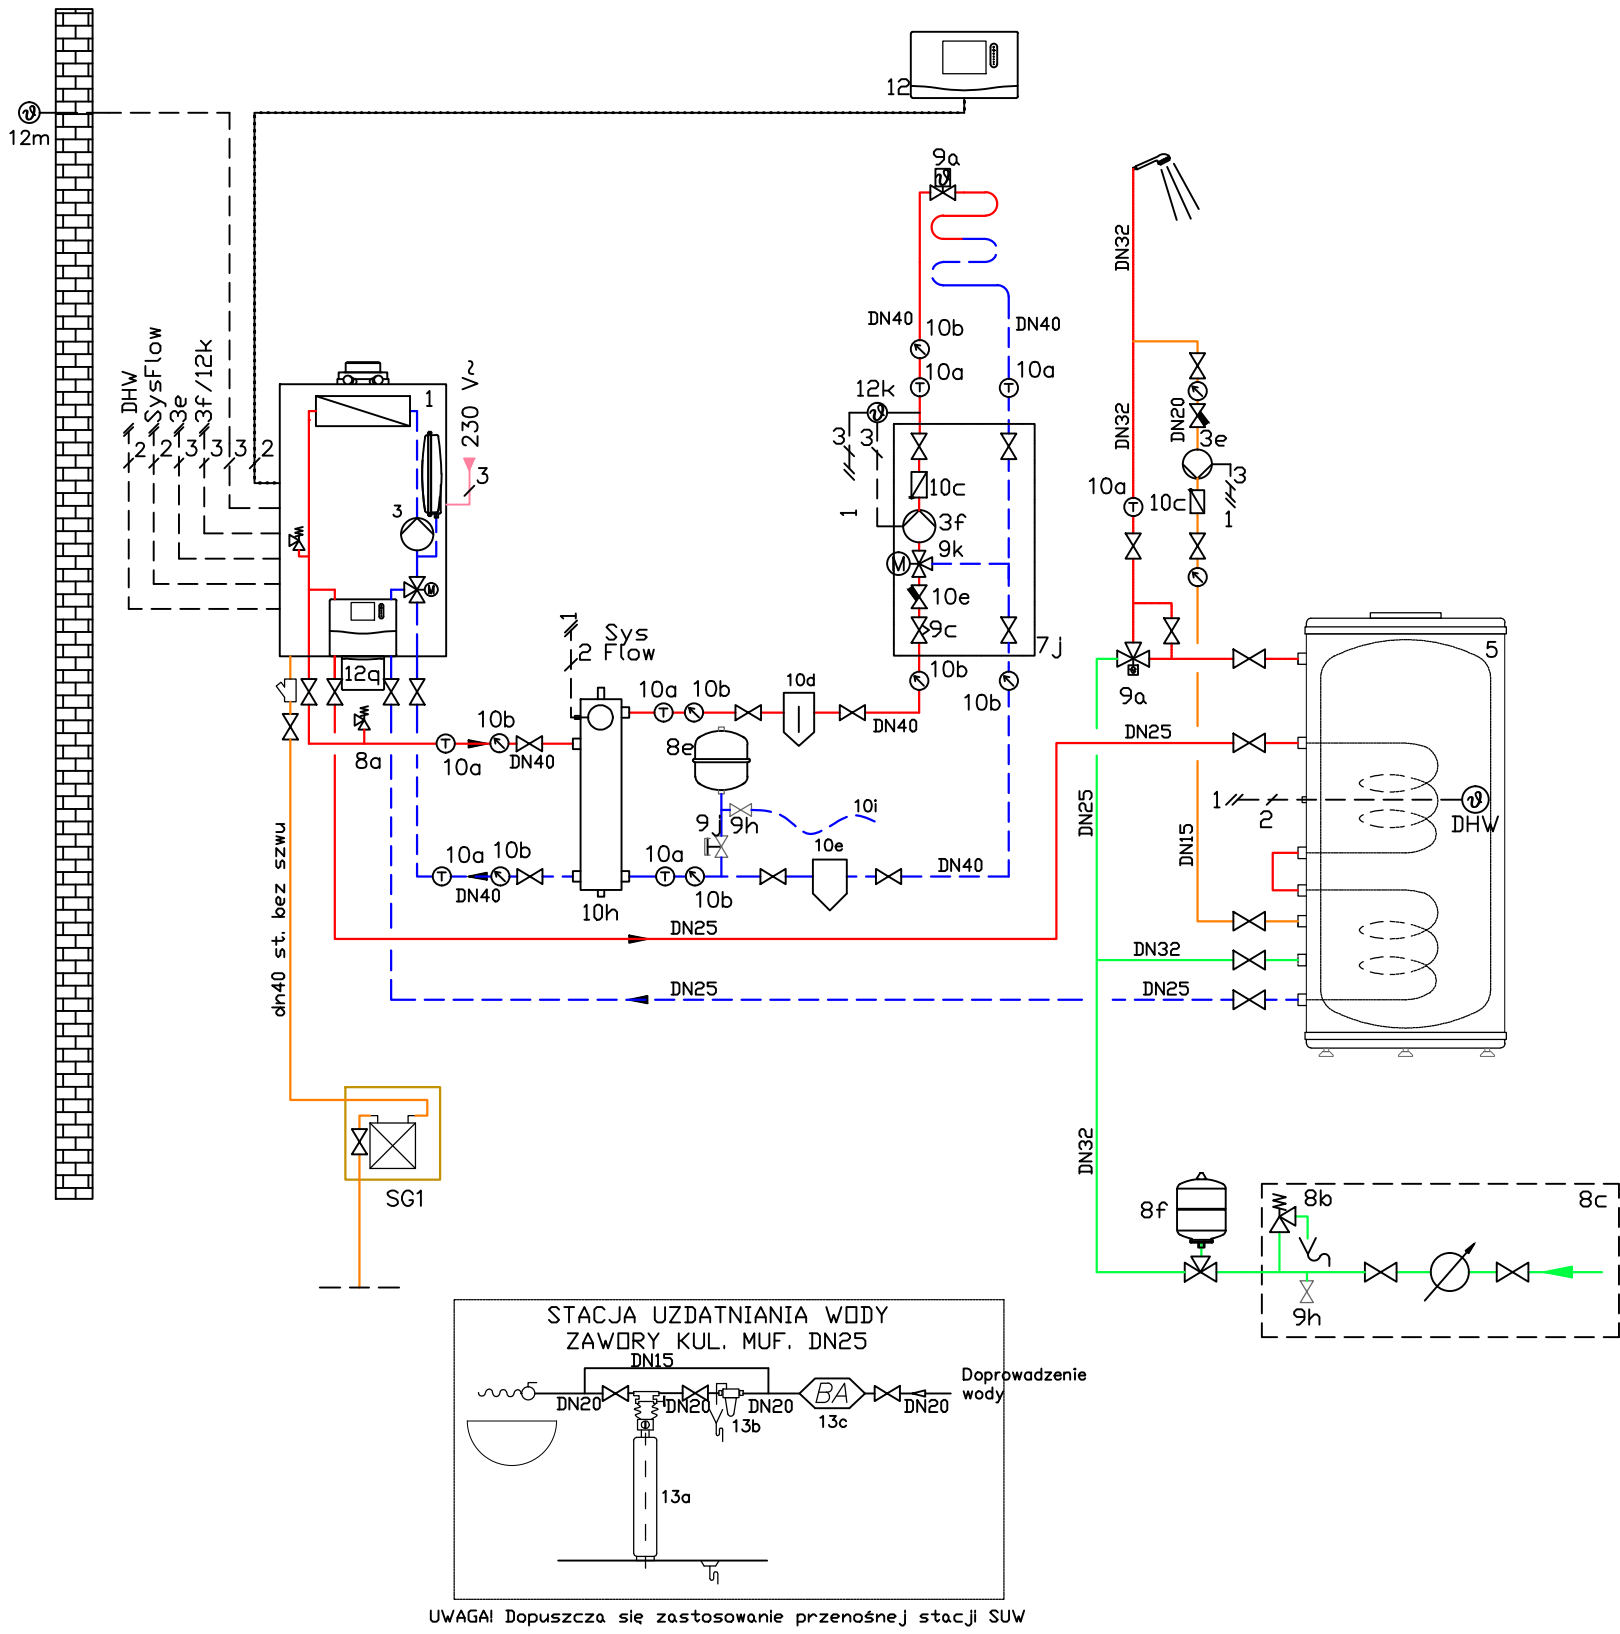 12
12m
9a
DN32
DN40
10b
DN40
10a
10a
12k
DHW
SysFlow
3e
3f/12k
2
2
3
3
3
2
1
230 V~
3
3
3
3
1
10c
3f
9k
M
10e
9c
7j
DN32
DN20
3e
3
10a
10c
1
M
12q
1
2
Sys
Flow
10b
10b
5
9a
8a
10b
10a
DN40
10a
10b
10d
DN40
DN25
8e
9j
9h
10i
10e
DN25
DN15
1
2
DHW
10a
10b
DN40
10a
10b
10h
DN40
DN25
DN32
DN25
DN25
dn40 st. bez szwu
SG1
DN32
8f
8b
8c
9h
STACJA UZDATNIANIA WODY
ZAWORY KUL. MUF. DN25
DN15
Doprowadzenie
wody
DN20
DN20
DN20
BA
DN20
13b
13c
13a
UWAGA! Dopuszcza się zastosowanie przenośnej stacji SUW